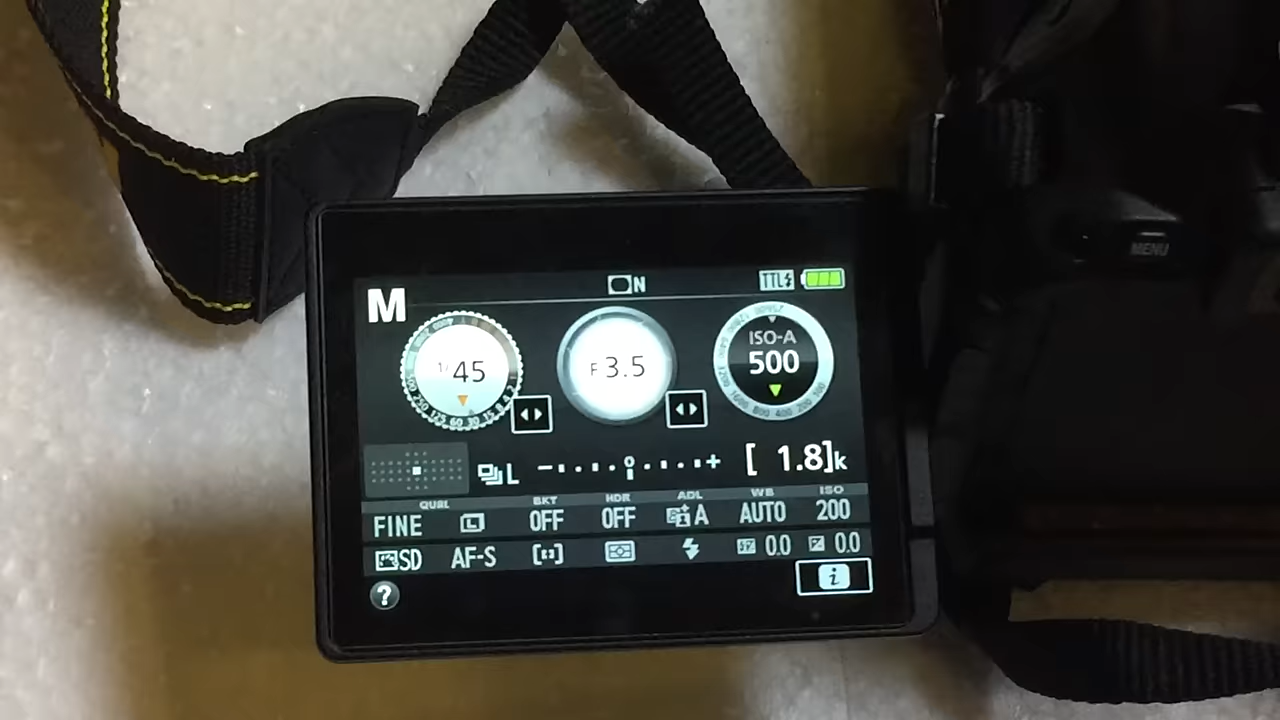 MENU
N TTL
M
1/45 F3.5 ISO-A 500
L − 0 + [ 1.8]k
QUAL BKT HDR ADL WB ISO
FINE L OFF OFF A AUTO 200
SD AF-S 0.0 0.0
? i